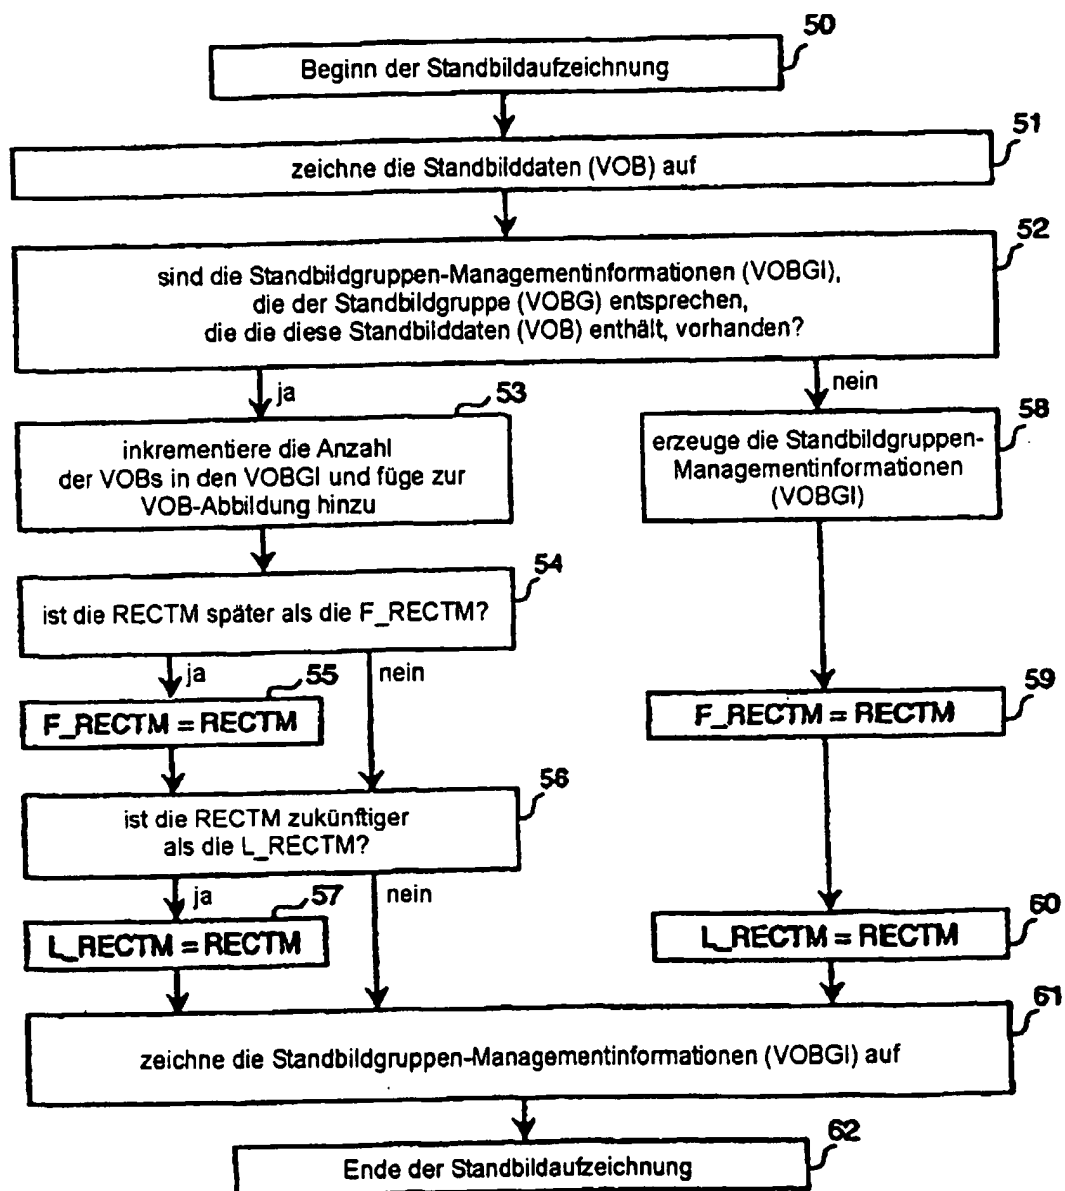 50
Beginn der Standbildaufzeichnung
51
zeichne die Standbilddaten (VOB) auf
52
sind die Standbildgruppen-Managementinformationen (VOBGI),
die der Standbildgruppe (VOBG) entsprechen,
die die diese Standbilddaten (VOB) enthält, vorhanden?
ja
nein
53
inkrementiere die Anzahl
der VOBs in den VOBGI und füge zur
VOB-Abbildung hinzu
58
erzeuge die Standbildgruppen-
Managementinformationen
(VOBGI)
54
ist die RECTM später als die F_RECTM?
ja
nein
55
F_RECTM = RECTM
59
F_RECTM = RECTM
56
ist die RECTM zukünftiger
als die L_RECTM?
ja
nein
57
L_RECTM = RECTM
60
L_RECTM = RECTM
61
zeichne die Standbildgruppen-Managementinformationen (VOBGI) auf
62
Ende der Standbildaufzeichnung